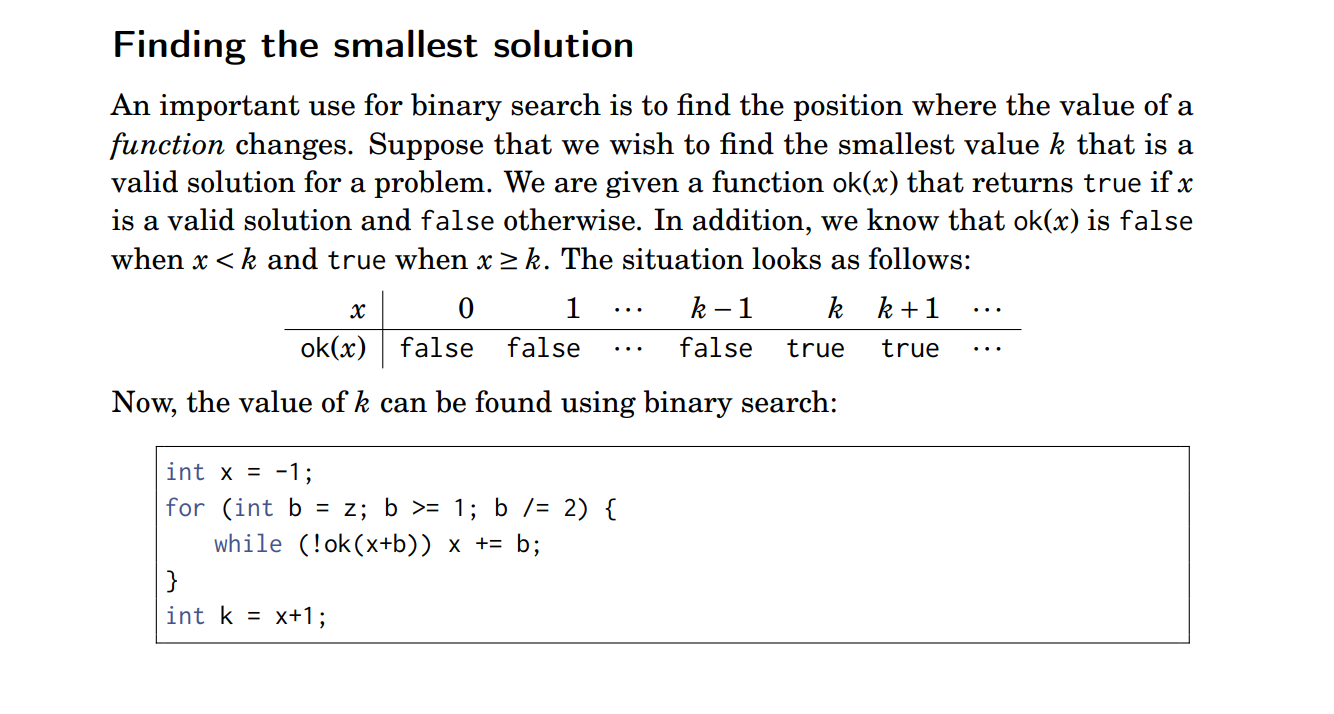 Finding the smallest solution
An important use for binary search is to find the position where the value of a
function changes. Suppose that we wish to find the smallest value k that is a
valid solution for a problem. We are given a function ok(x) that returns true if x
is a valid solution and false otherwise. In addition, we know that ok(x) is false
when x < k and true when x ≥ k. The situation looks as follows:
x 0 1 ··· k − 1 k k + 1 ···
ok(x) false false ··· false true true ···
Now, the value of k can be found using binary search:
int x = -1;
for (int b = z; b >= 1; b /= 2) {
    while (!ok(x+b)) x += b;
}
int k = x+1;